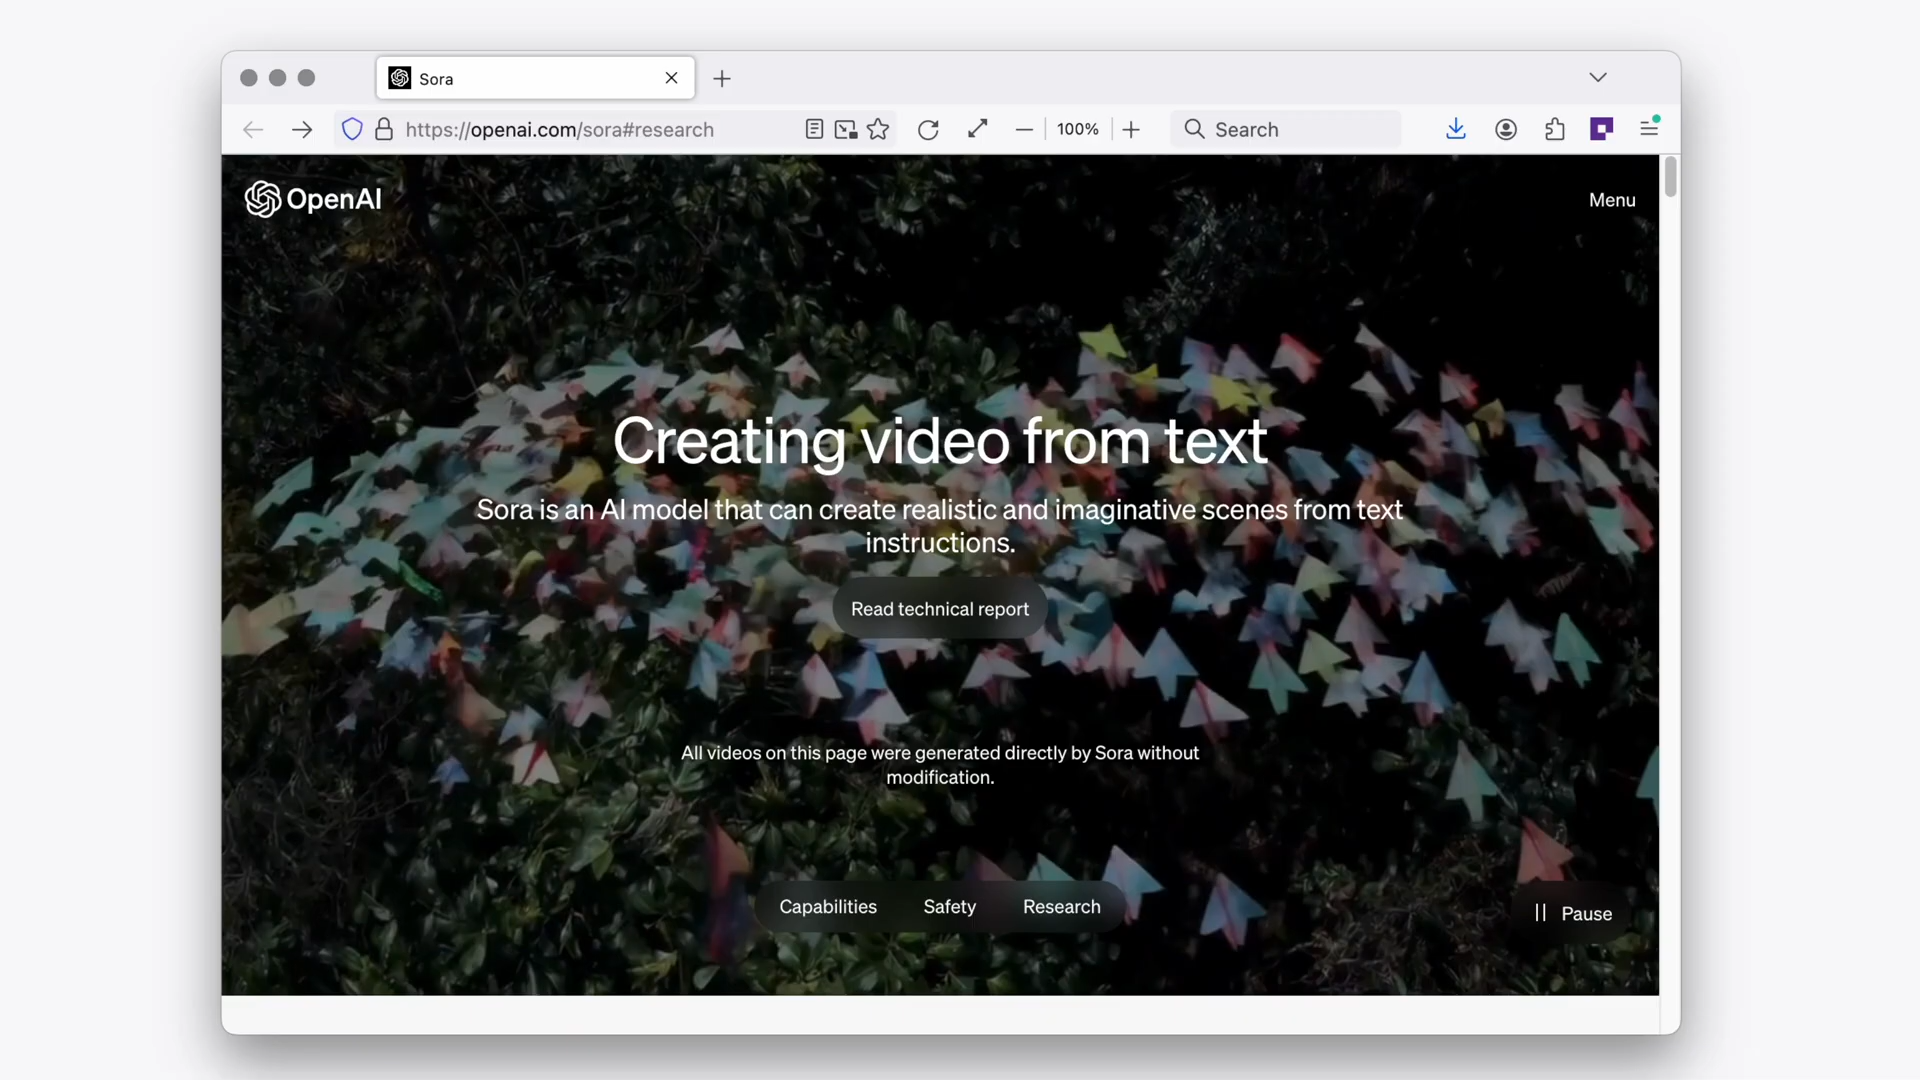 Sora
https://openai.com/sora#research
100%
Search
OpenAI
Menu
Creating video from text
Sora is an AI model that can create realistic and imaginative scenes from text
instructions.
Read technical report
All videos on this page were generated directly by Sora without
modification.
Capabilities
Safety
Research
Pause